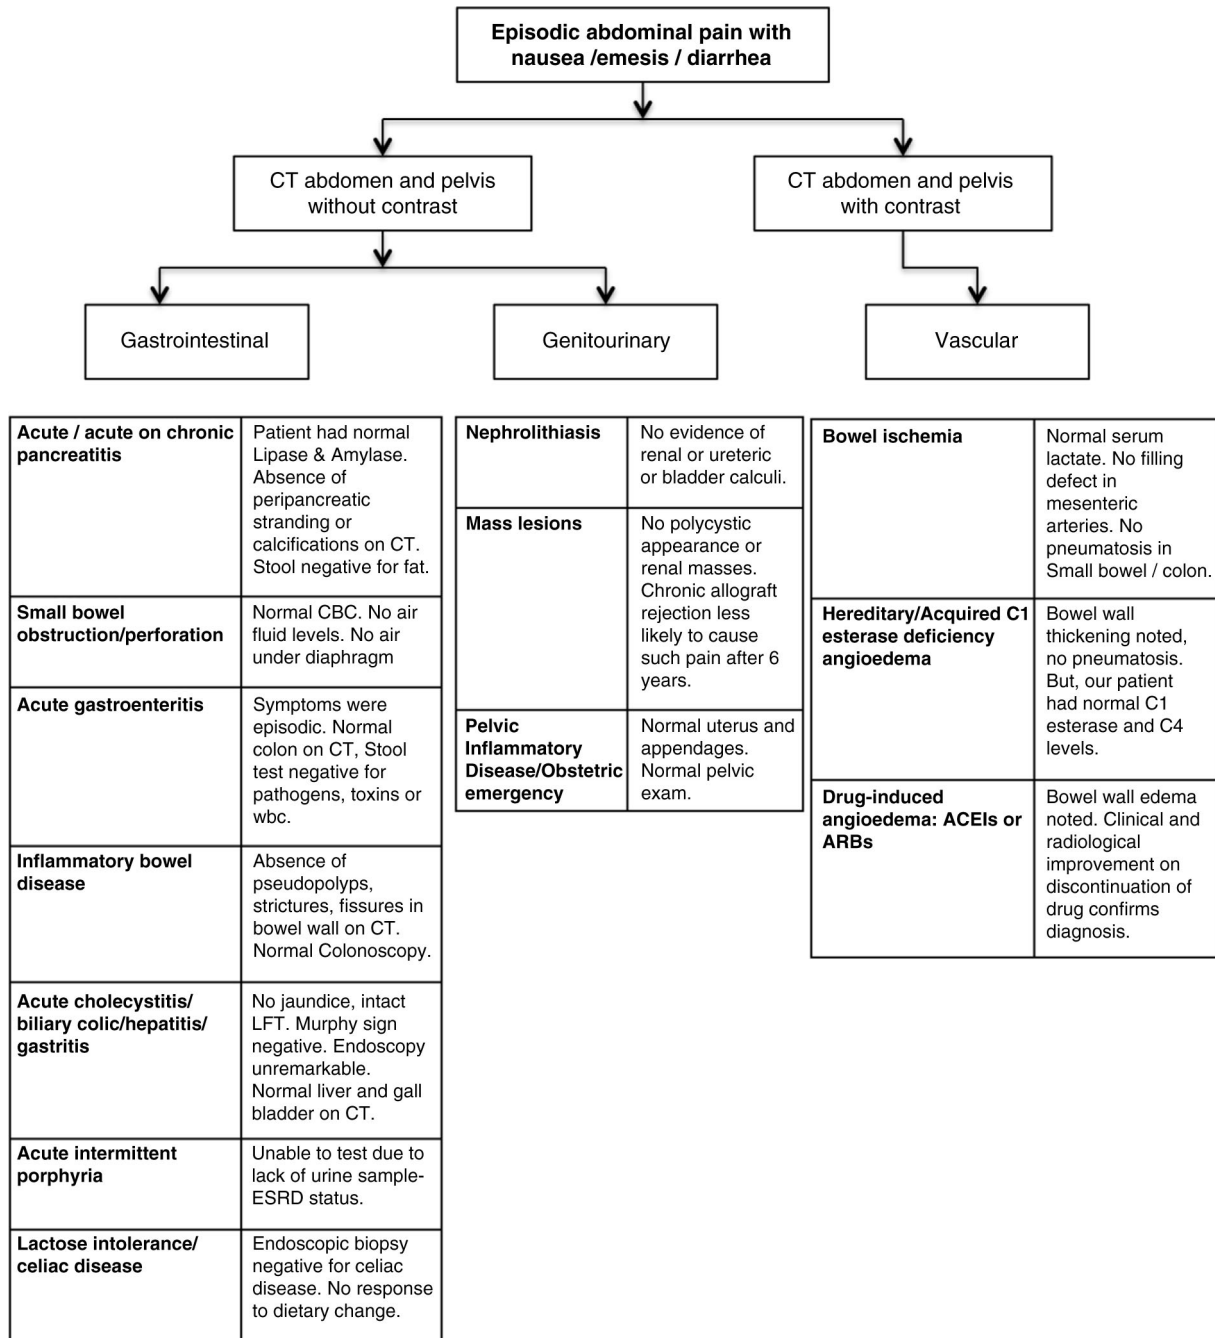 Episodic abdominal pain with
nausea /emesis / diarrhea
CT abdomen and pelvis
without contrast
CT abdomen and pelvis
with contrast
Gastrointestinal
Genitourinary
Vascular
Acute / acute on chronic
pancreatitis
Patient had normal
Lipase & Amylase.
Absence of
peripancreatic
stranding or
calcifications on CT.
Stool negative for fat.
Small bowel
obstruction/perforation
Normal CBC. No air
fluid levels. No air
under diaphragm
Acute gastroenteritis
Symptoms were
episodic. Normal
colon on CT, Stool
test negative for
pathogens, toxins or
wbc.
Inflammatory bowel
disease
Absence of
pseudopolyps,
strictures, fissures in
bowel wall on CT.
Normal Colonoscopy.
Acute cholecystitis/
biliary colic/hepatitis/
gastritis
No jaundice, intact
LFT. Murphy sign
negative. Endoscopy
unremarkable.
Normal liver and gall
bladder on CT.
Acute intermittent
porphyria
Unable to test due to
lack of urine sample-
ESRD status.
Lactose intolerance/
celiac disease
Endoscopic biopsy
negative for celiac
disease. No response
to dietary change.
Nephrolithiasis
No evidence of
renal or ureteric
or bladder calculi.
Mass lesions
No polycystic
appearance or
renal masses.
Chronic allograft
rejection less
likely to cause
such pain after 6
years.
Pelvic
Inflammatory
Disease/Obstetric
emergency
Normal uterus and
appendages.
Normal pelvic
exam.
Bowel ischemia
Normal serum
lactate. No filling
defect in
mesenteric
arteries. No
pneumatosis in
Small bowel / colon.
Hereditary/Acquired C1
esterase deficiency
angioedema
Bowel wall
thickening noted,
no pneumatosis.
But, our patient
had normal C1
esterase and C4
levels.
Drug-induced
angioedema: ACEIs or
ARBs
Bowel wall edema
noted. Clinical and
radiological
improvement on
discontinuation of
drug confirms
diagnosis.